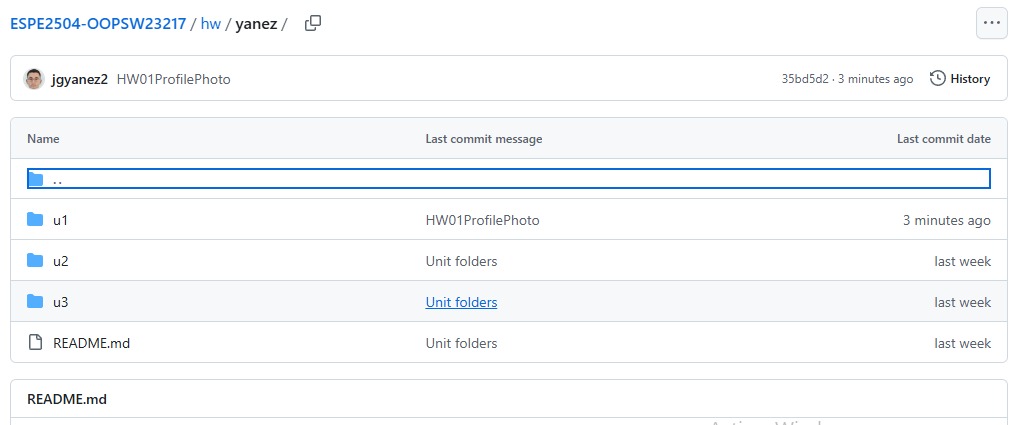 ESPE2504-OOPSW23217 / hw / yanez /
jgyanez2 HW01ProfilePhoto 35bd5d2 · 3 minutes ago History
Name Last commit message Last commit date
..
u1 HW01ProfilePhoto 3 minutes ago
u2 Unit folders last week
u3 Unit folders last week
README.md Unit folders last week
README.md